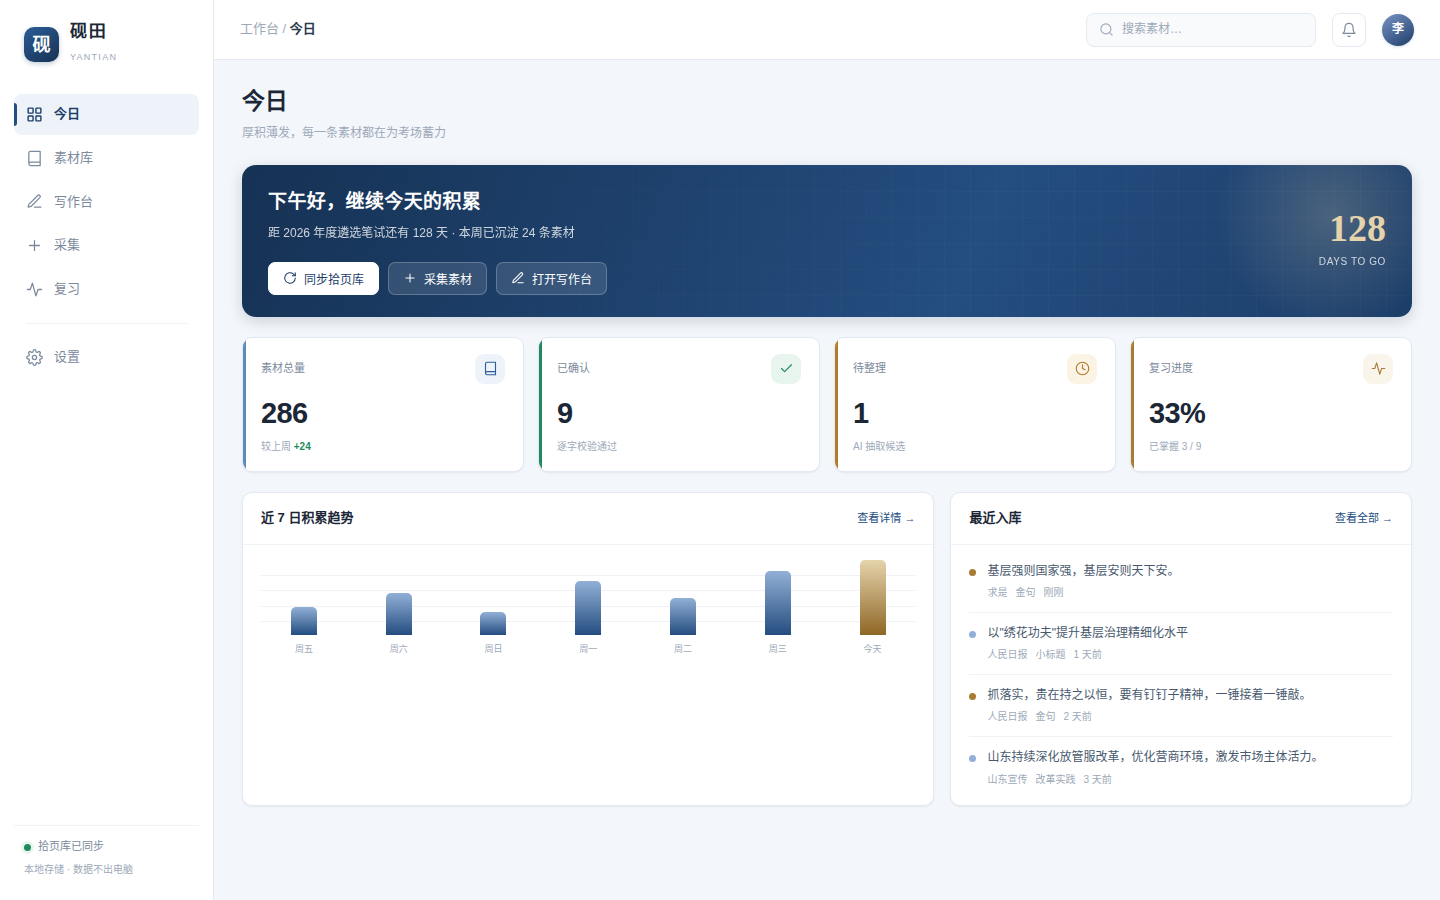 砚
砚田
YANTIAN
今日
素材库
写作台
采集
复习
设置
拾页库已同步
本地存储 · 数据不出电脑
工作台 / 今日
搜索素材…
李
今日
厚积薄发，每一条素材都在为考场蓄力
下午好，继续今天的积累
距 2026 年度遴选笔试还有 128 天 · 本周已沉淀 24 条素材
同步拾页库
采集素材
打开写作台
128
DAYS TO GO
素材总量
286
较上周 +24
已确认
9
逐字校验通过
待整理
1
AI 抽取候选
复习进度
33%
已掌握 3 / 9
近 7 日积累趋势
查看详情 →
周五
周六
周日
周一
周二
周三
今天
最近入库
查看全部 →
基层强则国家强，基层安则天下安。
求是 金句 刚刚
以"绣花功夫"提升基层治理精细化水平
人民日报 小标题 1 天前
抓落实，贵在持之以恒，要有钉钉子精神，一锤接着一锤敲。
人民日报 金句 2 天前
山东持续深化放管服改革，优化营商环境，激发市场主体活力。
山东宣传 改革实践 3 天前